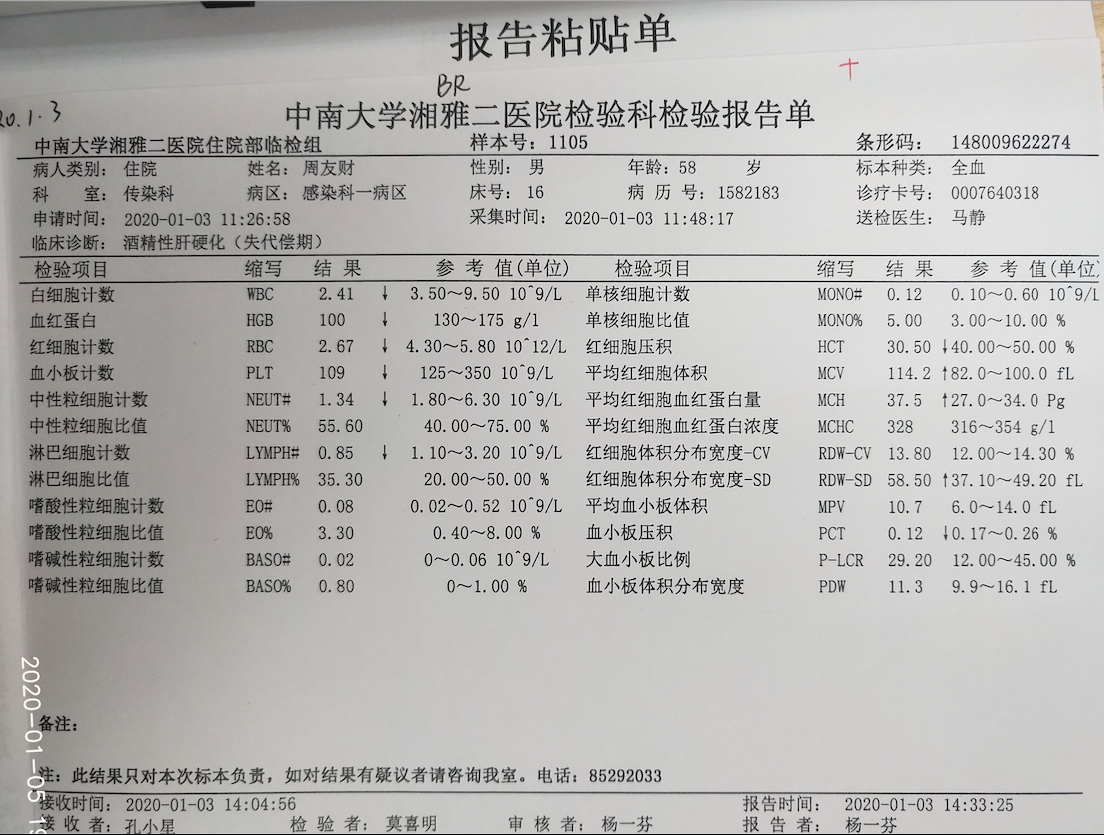 报告粘贴单
BR
20.1.3
中南大学湘雅二医院检验科检验报告单
中南大学湘雅二医院住院部临检组 样本号：1105 条形码： 148009622274
病人类别： 住院 姓名：周友财 性别： 男 年龄：58 岁 标本种类： 全血
科 室： 传染科 病区：感染科一病区 床号：16 病 历 号：1582183 诊疗卡号： 0007640318
申请时间： 2020-01-03 11:26:58 采集时间： 2020-01-03 11:48:17 送检医生： 马静
临床诊断： 酒精性肝硬化（失代偿期）
检验项目 缩写 结 果 参 考 值(单位) 检验项目 缩写 结 果 参 考 值(单位)
白细胞计数 WBC 2.41 ↓ 3.50～9.50 10^9/L 单核细胞计数 MONO# 0.12 0.10～0.60 10^9/L
血红蛋白 HGB 100 ↓ 130～175 g/l 单核细胞比值 MONO% 5.00 3.00～10.00 %
红细胞计数 RBC 2.67 ↓ 4.30～5.80 10^12/L 红细胞压积 HCT 30.50 ↓40.00～50.00 %
血小板计数 PLT 109 ↓ 125～350 10^9/L 平均红细胞体积 MCV 114.2 ↑82.0～100.0 fL
中性粒细胞计数 NEUT# 1.34 ↓ 1.80～6.30 10^9/L 平均红细胞血红蛋白量 MCH 37.5 ↑27.0～34.0 Pg
中性粒细胞比值 NEUT% 55.60 40.00～75.00 % 平均红细胞血红蛋白浓度 MCHC 328 316～354 g/l
淋巴细胞计数 LYMPH# 0.85 ↓ 1.10～3.20 10^9/L 红细胞体积分布宽度-CV RDW-CV 13.80 12.00～14.30 %
淋巴细胞比值 LYMPH% 35.30 20.00～50.00 % 红细胞体积分布宽度-SD RDW-SD 58.50 ↑37.10～49.20 fL
嗜酸性粒细胞计数 EO# 0.08 0.02～0.52 10^9/L 平均血小板体积 MPV 10.7 6.0～14.0 fL
嗜酸性粒细胞比值 EO% 3.30 0.40～8.00 % 血小板压积 PCT 0.12 ↓0.17～0.26 %
嗜碱性粒细胞计数 BASO# 0.02 0～0.06 10^9/L 大血小板比例 P-LCR 29.20 12.00～45.00 %
嗜碱性粒细胞比值 BASO% 0.80 0～1.00 % 血小板体积分布宽度 PDW 11.3 9.9～16.1 fL
备注：
注：此结果只对本次标本负责，如对结果有疑议者请咨询我室。电话：85292033
接收时间： 2020-01-03 14:04:56 报告时间： 2020-01-03 14:33:25
接 收 者：孔小星 检 验 者： 莫喜明 审 核 者： 杨一芬 报 告 者： 杨一芬
2020-01-05